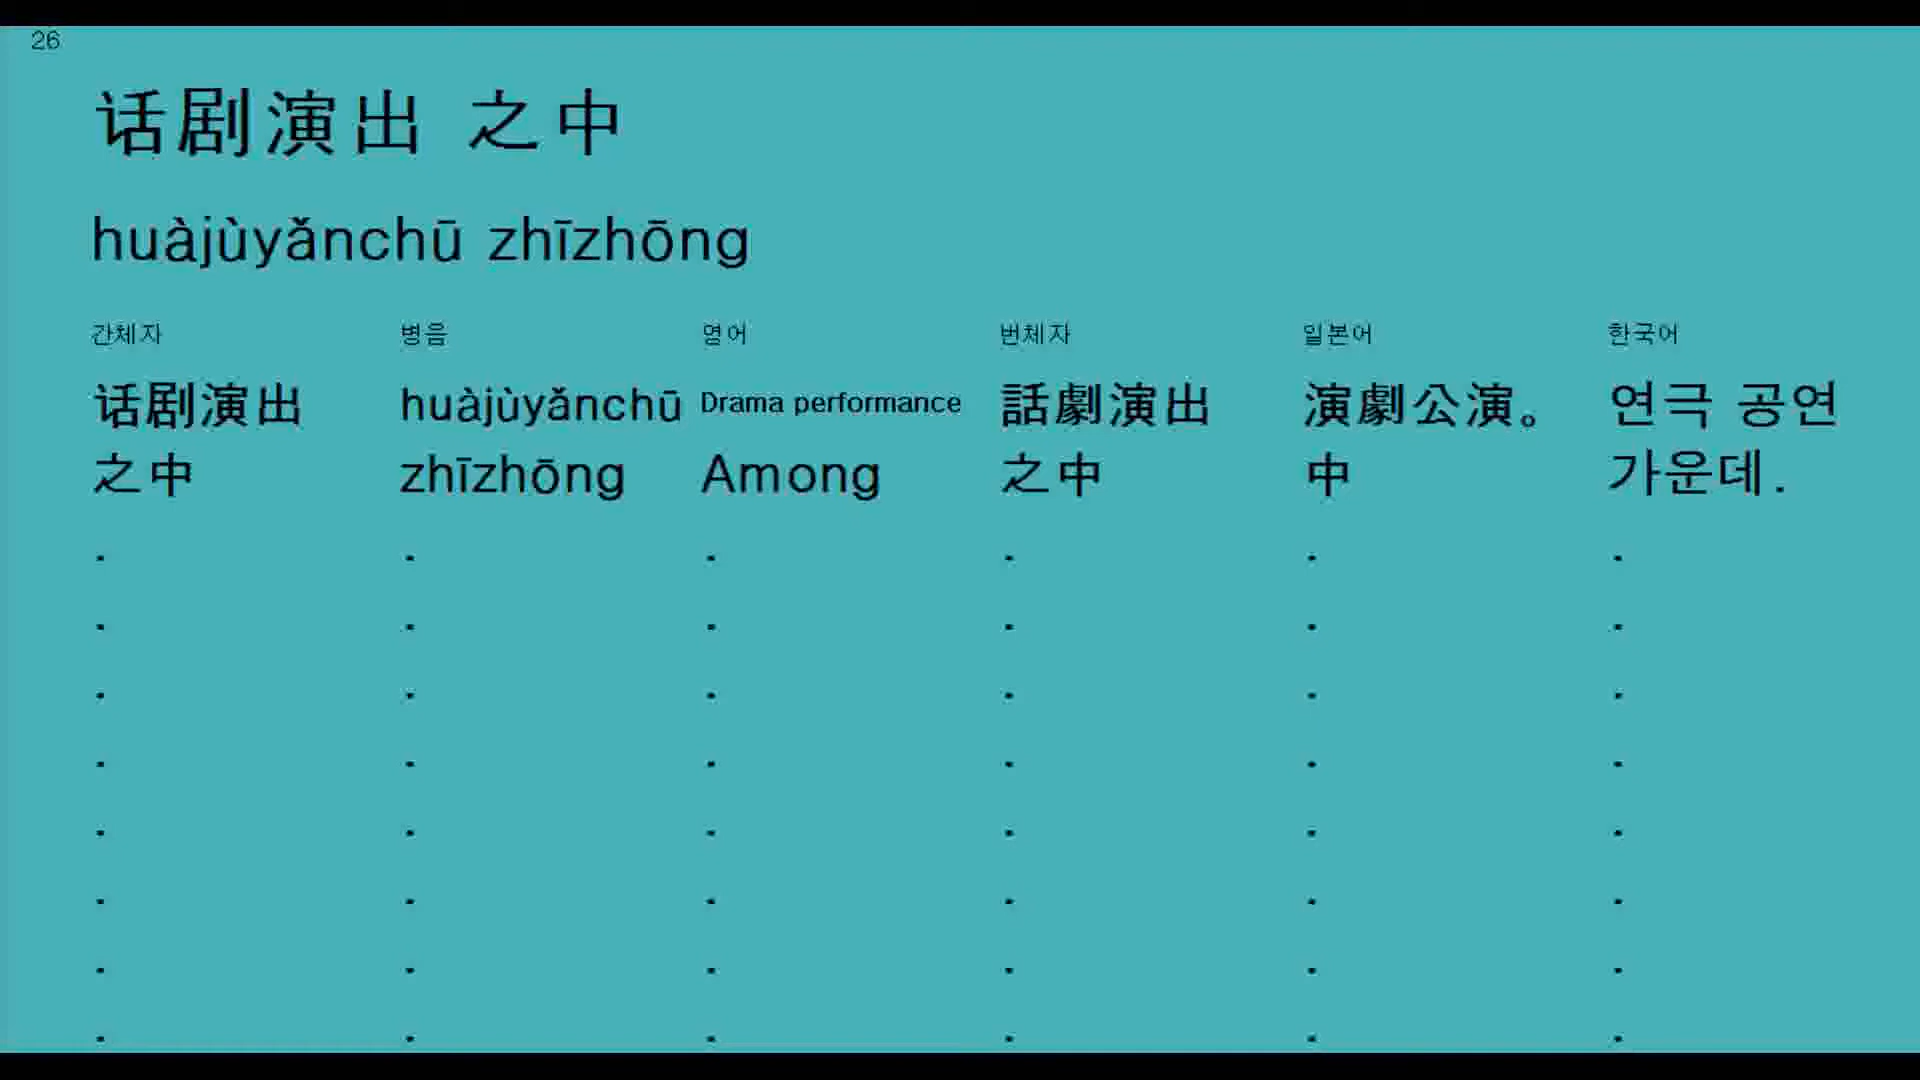 26
话剧演出 之中
huàjùyǎnchū zhīzhōng
간체자 병음 영어 번체자 일본어 한국어
话剧演出 huàjùyǎnchū Drama performance 話劇演出 演劇公演。 연극 공연
之中 zhīzhōng Among 之中 中 가운데.
. . . . . .
. . . . . .
. . . . . .
. . . . . .
. . . . . .
. . . . . .
. . . . . .
. . . . . .